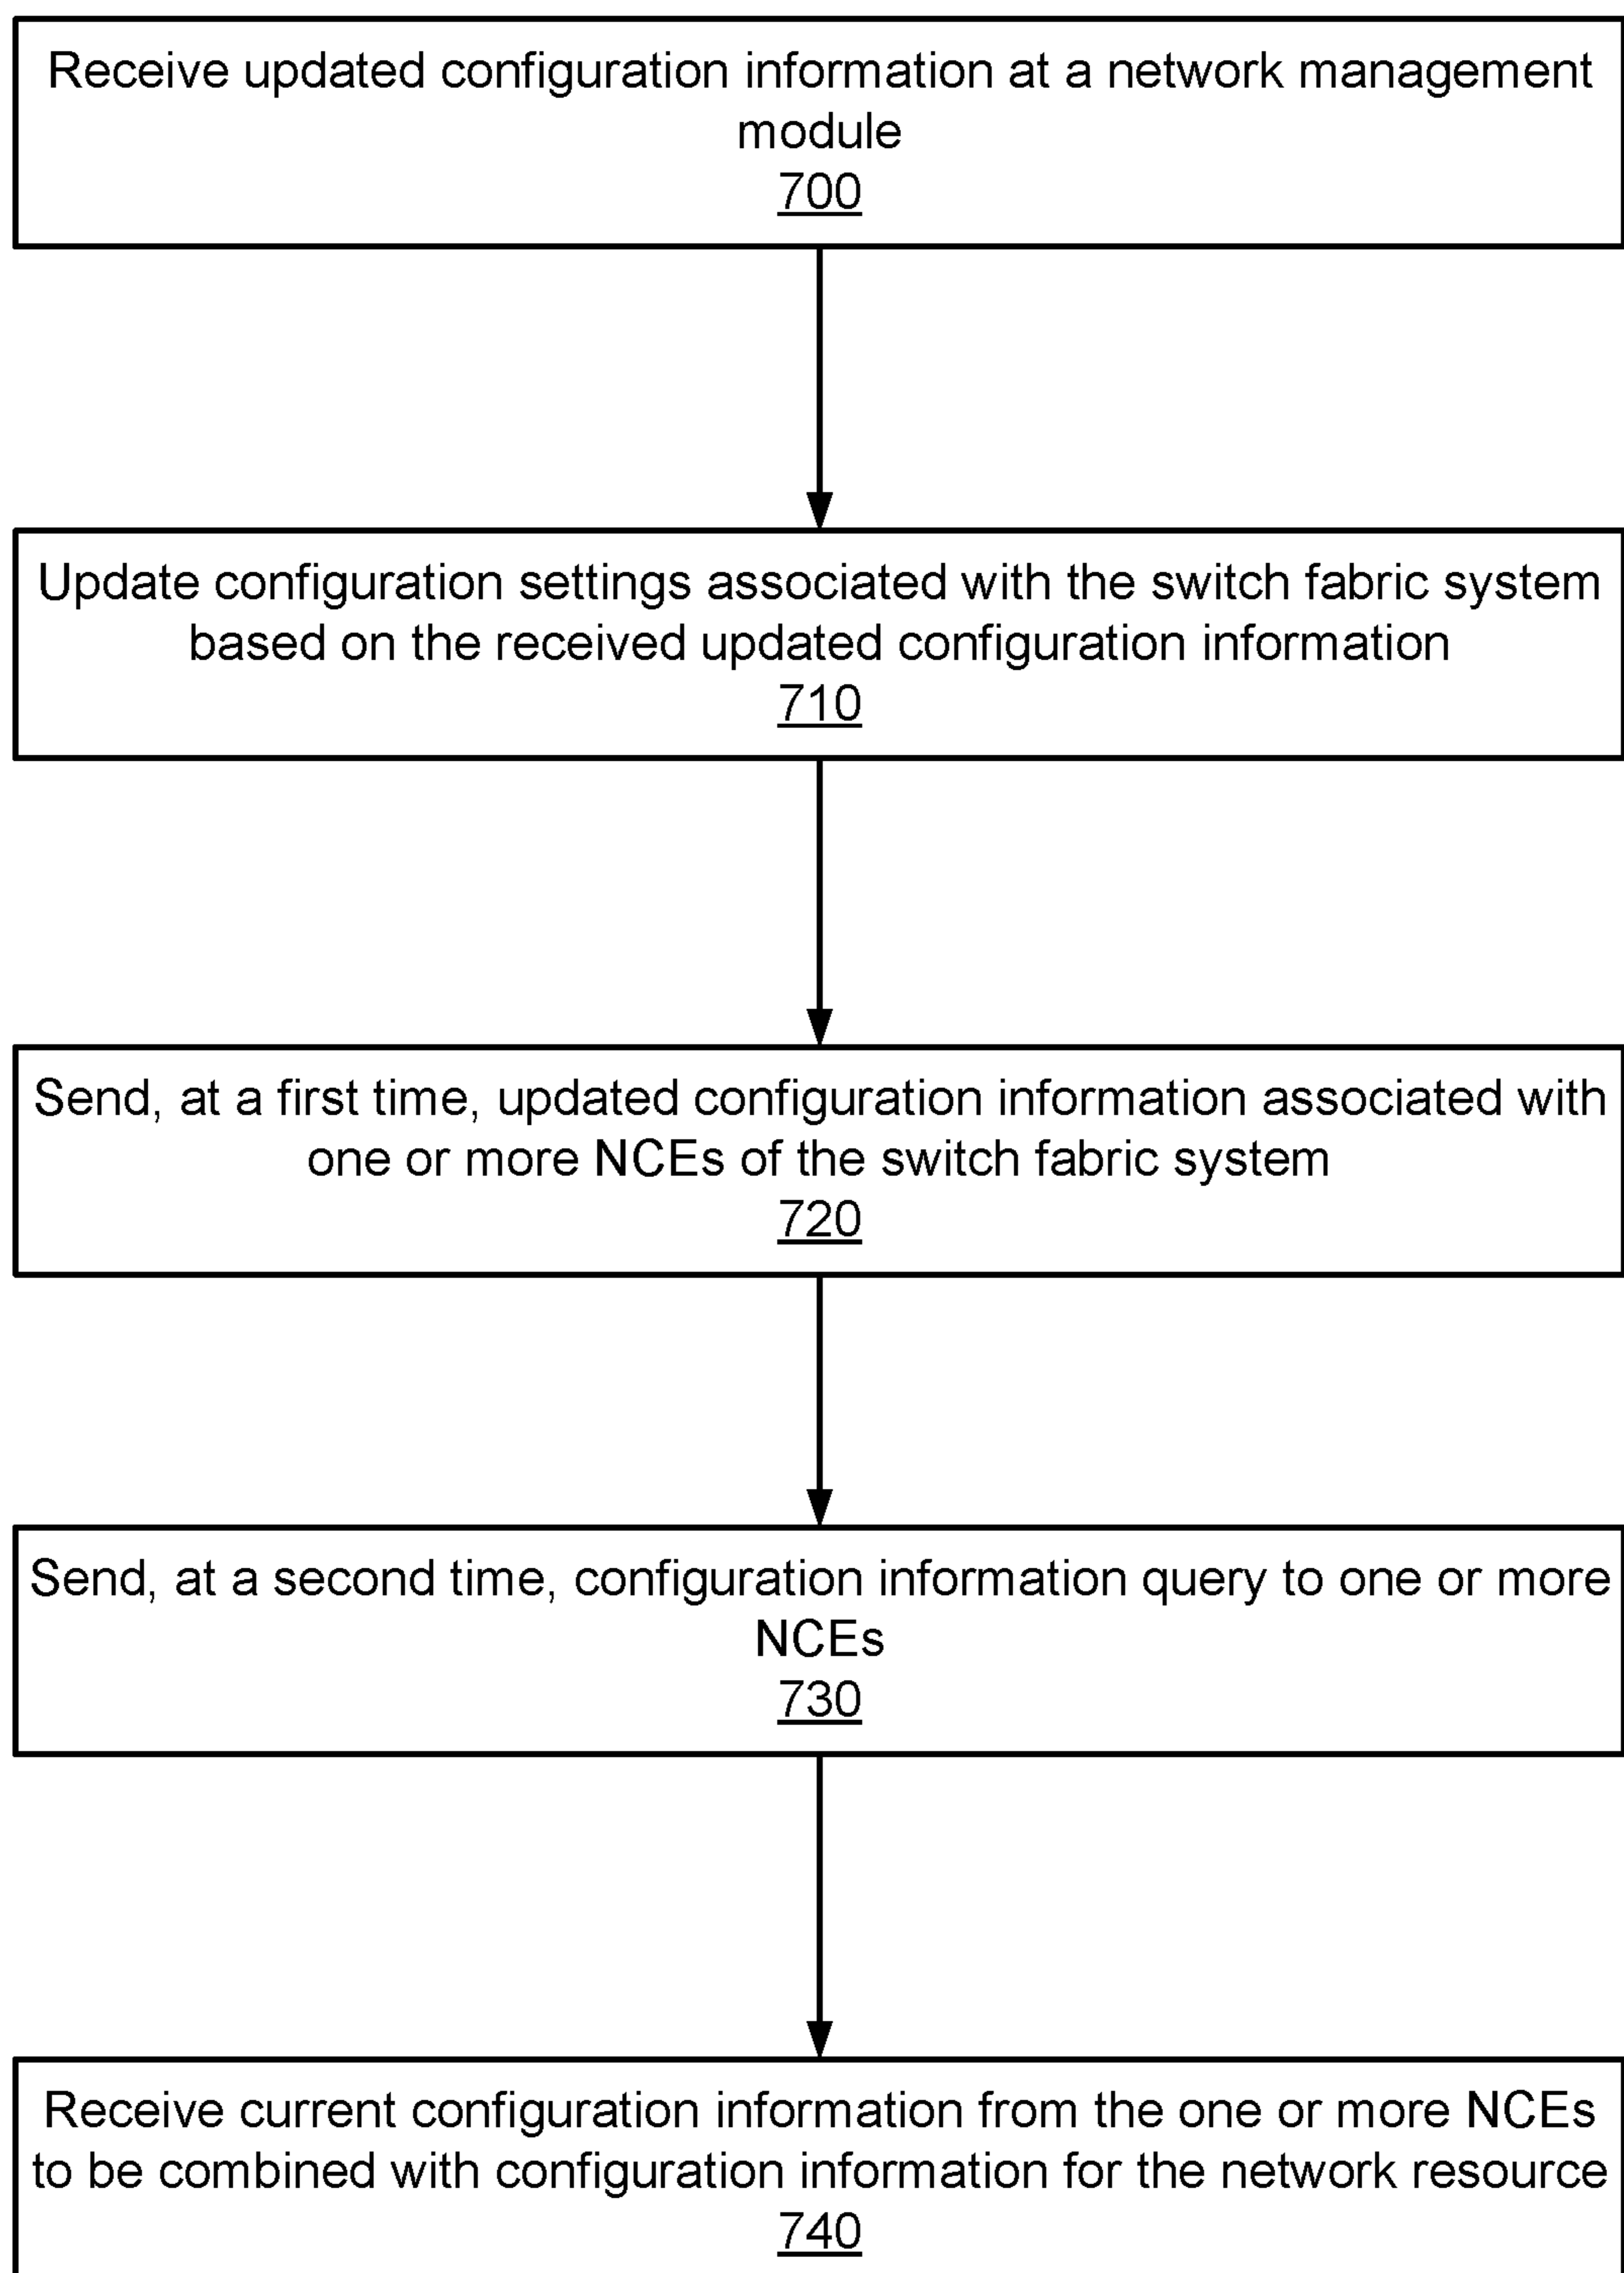 Receive updated configuration information at a network management
module
700
Update configuration settings associated with the switch fabric system
based on the received updated configuration information
710
Send, at a first time, updated configuration information associated with
one or more NCEs of the switch fabric system
720
Send, at a second time, configuration information query to one or more
NCEs
730
Receive current configuration information from the one or more NCEs
to be combined with configuration information for the network resource
740